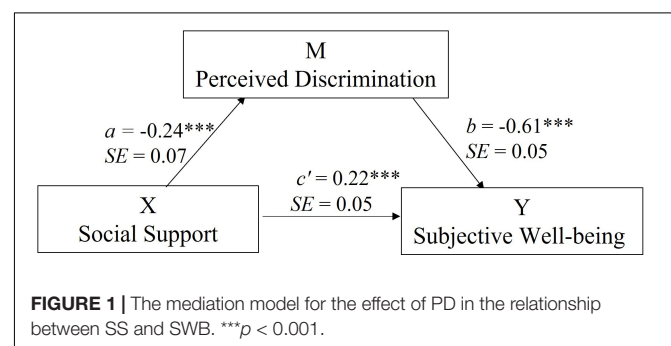 M
Perceived Discrimination
a = -0.24***
SE = 0.07
b = -0.61***
SE = 0.05
c' = 0.22***
SE = 0.05
X
Social Support
Y
Subjective Well-being
FIGURE 1 | The mediation model for the effect of PD in the relationship
between SS and SWB. ***p < 0.001.